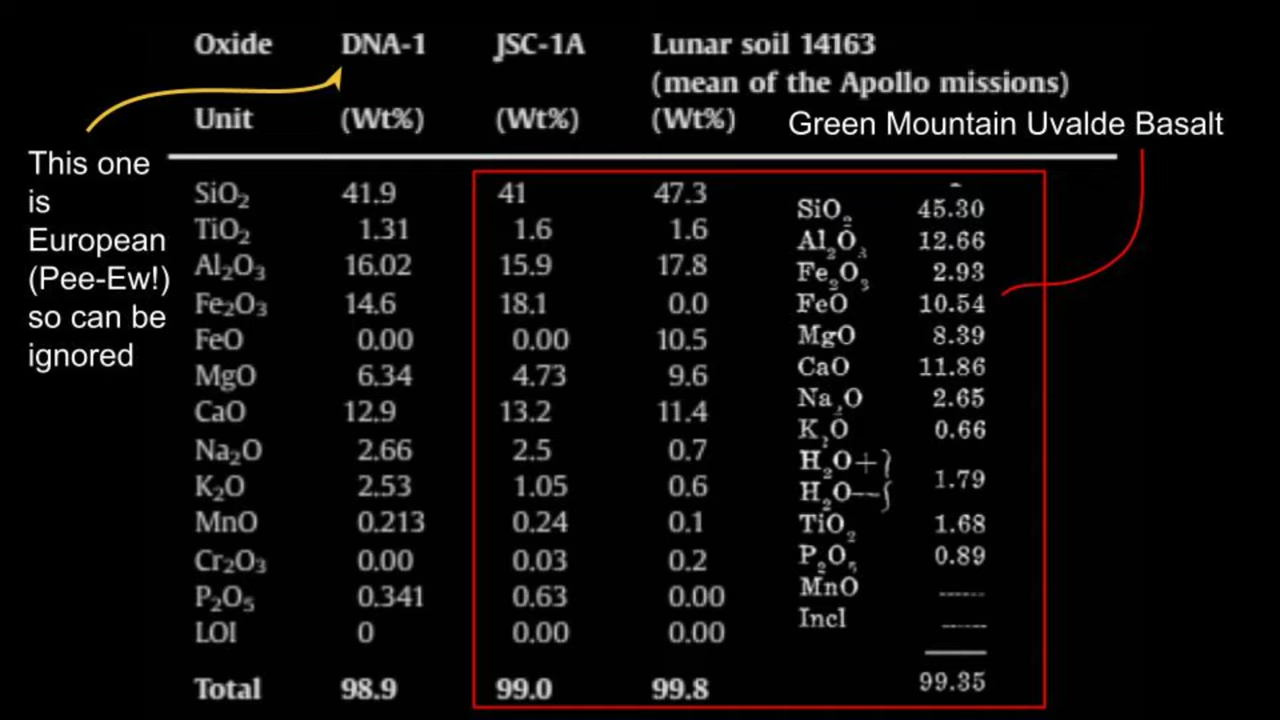 Oxide DNA-1 JSC-1A Lunar soil 14163
(mean of the Apollo missions)
Unit (Wt%) (Wt%) (Wt%)
Green Mountain Uvalde Basalt
This one
is
European
(Pee-Ew!)
so can be
ignored
SiO₂ 41.9 41 47.3
TiO₂ 1.31 1.6 1.6
Al₂O₃ 16.02 15.9 17.8
Fe₂O₃ 14.6 18.1 0.0
FeO 0.00 0.00 10.5
MgO 6.34 4.73 9.6
CaO 12.9 13.2 11.4
Na₂O 2.66 2.5 0.7
K₂O 2.53 1.05 0.6
MnO 0.213 0.24 0.1
Cr₂O₃ 0.00 0.03 0.2
P₂O₅ 0.341 0.63 0.00
LOI 0 0.00 0.00
Total 98.9 99.0 99.8
SiO₂ 45.30
Al₂O₃ 12.66
Fe₂O₃ 2.93
FeO 10.54
MgO 8.39
CaO 11.86
Na₂O 2.65
K₂O 0.66
H₂O+}
H₂O—{ 1.79
TiO₂ 1.68
P₂O₅ 0.89
MnO ------
Incl ------
99.35